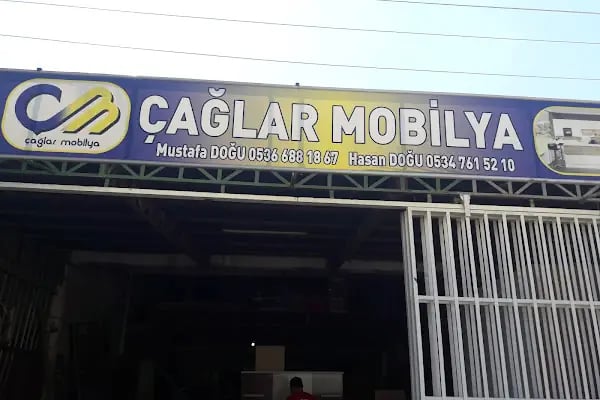 ÇAĞLAR MOBİLYA
çağlar mobilya
Mustafa DOĞU 0536 688 18 67 Hasan DOĞU 0534 761 52 10